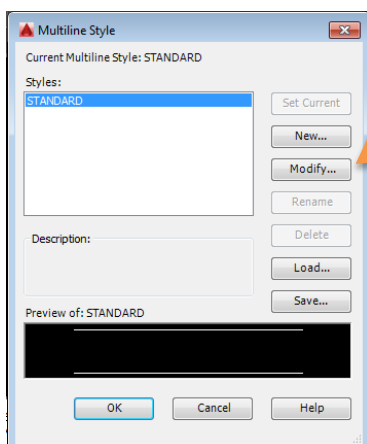 Multiline Style
Current Multiline Style: STANDARD
Styles:
STANDARD
Set Current
New...
Modify...
Rename
Delete
Description:
Load...
Save...
Preview of: STANDARD
OK Cancel Help